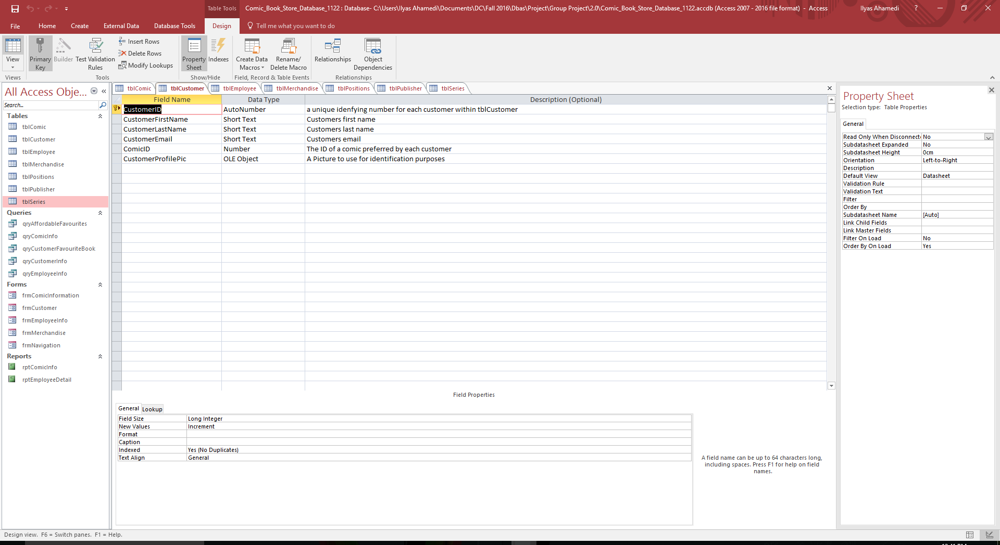 Table Tools
Comic_Book_Store_Database_1122 : Database- C:\Users\Ilyas Ahamedi\Documents\DC\Fall 2016\Dbas\Project\Group Project\2.0\Comic_Book_Store_Database_1122.accdb (Access 2007 - 2016 file format) - Access
Ilyas Ahamedi
?
File Home Create External Data Database Tools Design Tell me what you want to do
View
Primary Key
Builder
Test Validation Rules
Insert Rows
Delete Rows
Modify Lookups
Property Sheet
Indexes
Create Data Macros
Rename/ Delete Macro
Relationships
Object Dependencies
Views Tools Show/Hide Field, Record & Table Events Relationships
All Access Obje...
Search...
Tables
tblComic
tblCustomer
tblEmployee
tblMerchandise
tblPositions
tblPublisher
tblSeries
Queries
qryAffordableFavourites
qryComicInfo
qryCustomerFavouriteBook
qryCustomerInfo
qryEmployeeInfo
Forms
frmComicInformation
frmCustomer
frmEmployeeInfo
frmMerchandise
frmNavigation
Reports
rptComicInfo
rptEmployeeDetail
tblComic tblCustomer tblEmployee tblMerchandise tblPositions tblPublisher tblSeries
Field Name Data Type Description (Optional)
CustomerID AutoNumber a unique idenfying number for each customer within tblCustomer
CustomerFirstName Short Text Customers first name
CustomerLastName Short Text Customers last name
CustomerEmail Short Text Customers email
ComicID Number The ID of a comic preferred by each customer
CustomerProfilePic OLE Object A Picture to use for identification purposes
Field Properties
General Lookup
Field Size Long Integer
New Values Increment
Format
Caption
Indexed Yes (No Duplicates)
Text Align General
A field name can be up to 64 characters long,
including spaces. Press F1 for help on field
names.
Property Sheet
Selection type: Table Properties
General
Read Only When Disconnect No
Subdatasheet Expanded No
Subdatasheet Height 0cm
Orientation Left-to-Right
Description
Default View Datasheet
Validation Rule
Validation Text
Filter
Order By
Subdatasheet Name [Auto]
Link Child Fields
Link Master Fields
Filter On Load No
Order By On Load Yes
Design view. F6 = Switch panes. F1 = Help.